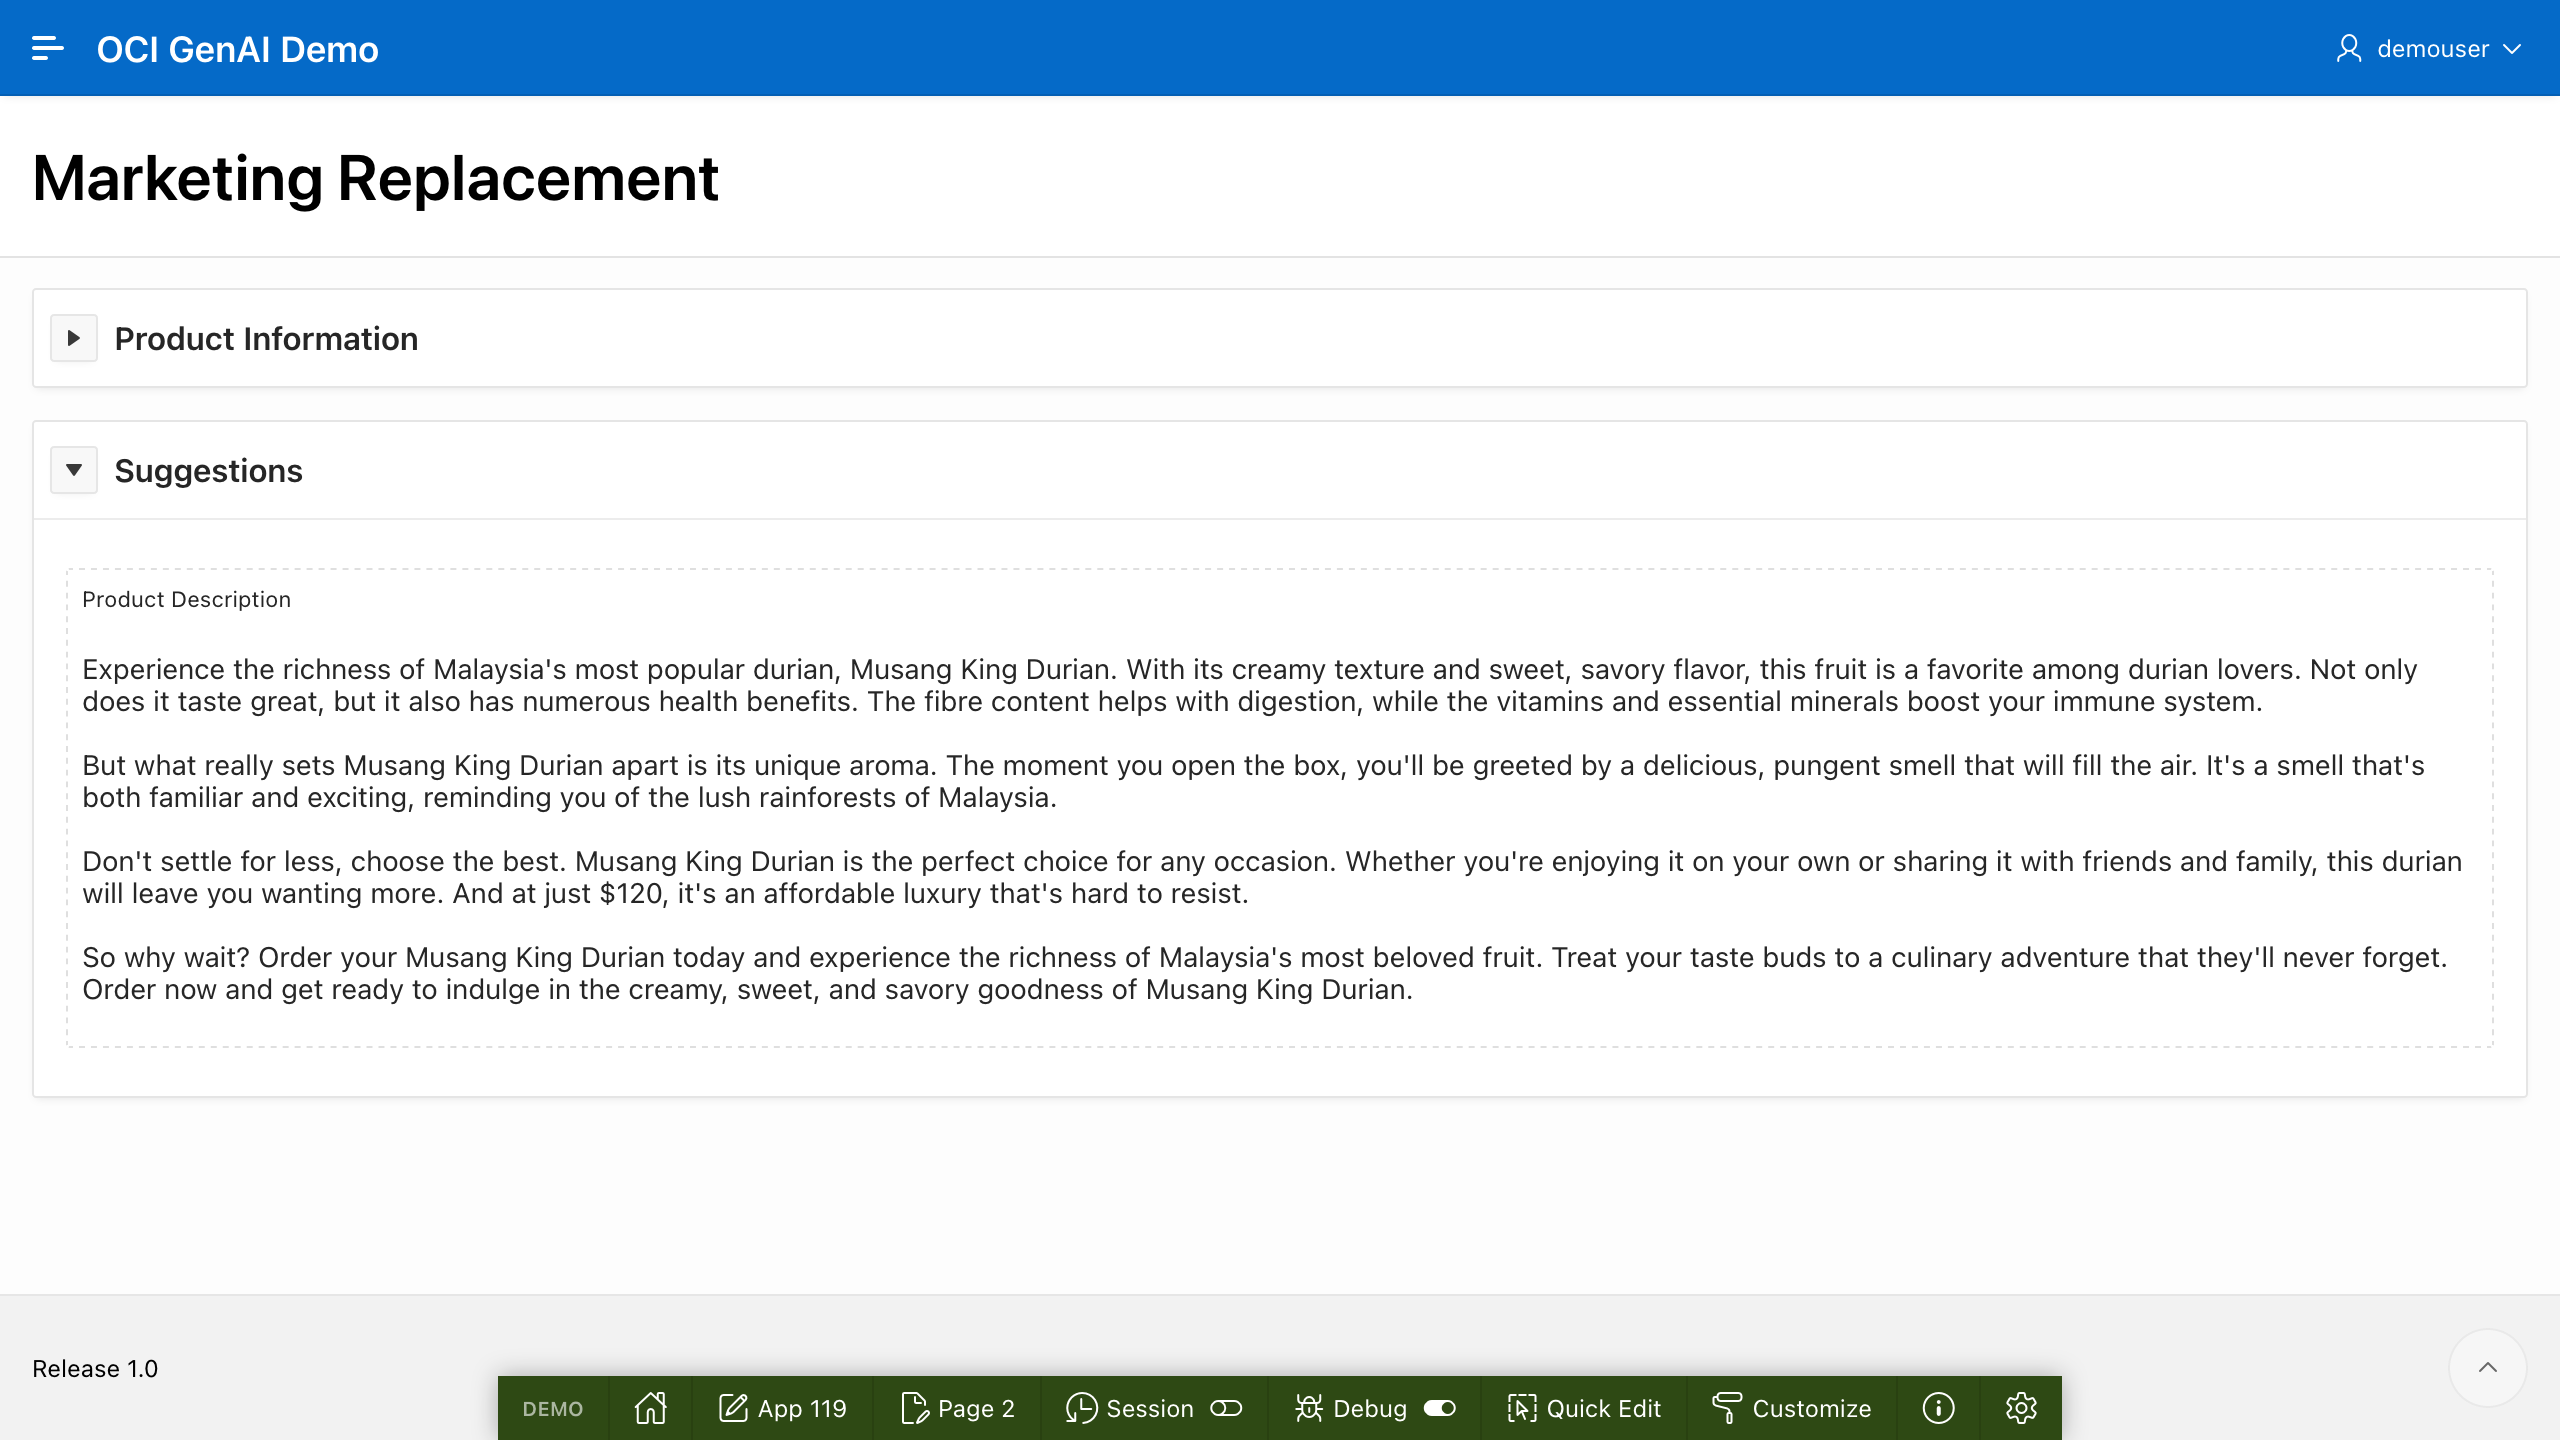 OCI GenAI Demo
demouser
Marketing Replacement
Product Information
Suggestions
Product Description
Experience the richness of Malaysia's most popular durian, Musang King Durian. With its creamy texture and sweet, savory flavor, this fruit is a favorite among durian lovers. Not only
does it taste great, but it also has numerous health benefits. The fibre content helps with digestion, while the vitamins and essential minerals boost your immune system.
But what really sets Musang King Durian apart is its unique aroma. The moment you open the box, you'll be greeted by a delicious, pungent smell that will fill the air. It's a smell that's
both familiar and exciting, reminding you of the lush rainforests of Malaysia.
Don't settle for less, choose the best. Musang King Durian is the perfect choice for any occasion. Whether you're enjoying it on your own or sharing it with friends and family, this durian
will leave you wanting more. And at just $120, it's an affordable luxury that's hard to resist.
So why wait? Order your Musang King Durian today and experience the richness of Malaysia's most beloved fruit. Treat your taste buds to a culinary adventure that they'll never forget.
Order now and get ready to indulge in the creamy, sweet, and savory goodness of Musang King Durian.
Release 1.0
DEMO App 119 Page 2 Session Debug Quick Edit Customize